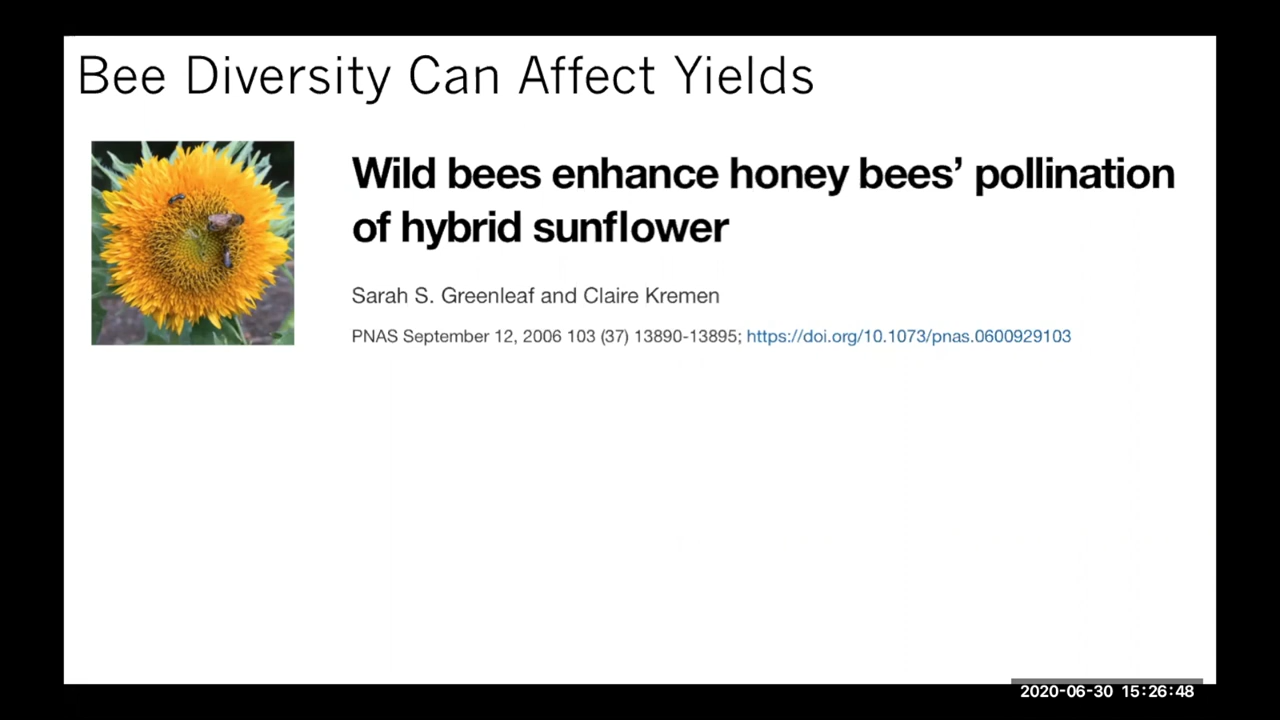 Bee Diversity Can Affect Yields
Wild bees enhance honey bees’ pollination
of hybrid sunflower
Sarah S. Greenleaf and Claire Kremen
PNAS September 12, 2006 103 (37) 13890-13895; https://doi.org/10.1073/pnas.0600929103
2020-06-30 15:26:48